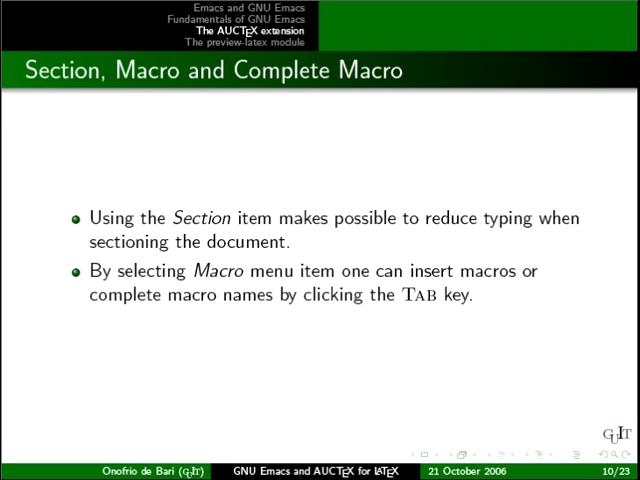 Emacs and GNU Emacs
Fundamentals of GNU Emacs
The AUCTEX extension
The preview-latex module
Section, Macro and Complete Macro
Using the Section item makes possible to reduce typing when
sectioning the document.
By selecting Macro menu item one can insert macros or
complete macro names by clicking the TAB key.
GUIT
Onofrio de Bari (GUIT) GNU Emacs and AUCTEX for LATEX 21 October 2006 10/23